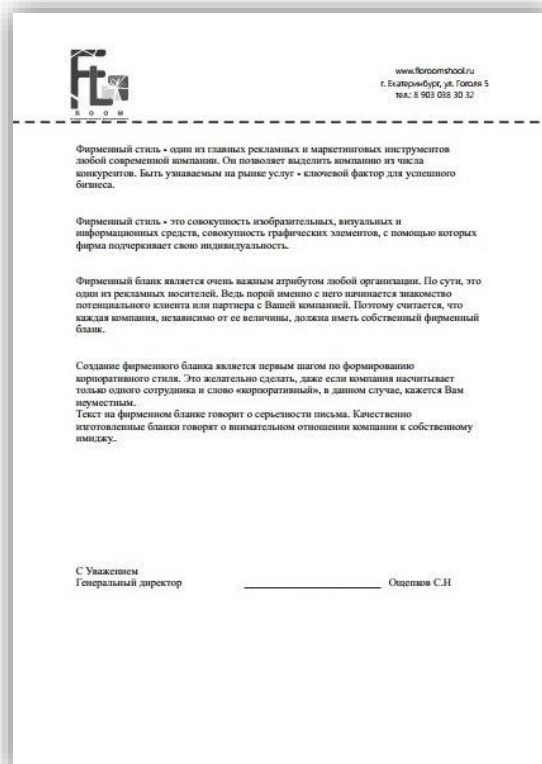 FLO
ROOM
www.floroomshool.ru
г. Екатеринбург, ул. Гоголя 5
тел.: 8 903 038 30 32
Фирменный стиль - один из главных рекламных и маркетинговых инструментов
любой современной компании. Он позволяет выделить компанию из числа
конкурентов. Быть узнаваемым на рынке услуг - ключевой фактор для успешного
бизнеса.
Фирменный стиль - это совокупность изобразительных, визуальных и
информационных средств, совокупность графических элементов, с помощью которых
фирма подчеркивает свою индивидуальность.
Фирменный бланк является очень важным атрибутом любой организации. По сути, это
один из рекламных носителей. Ведь порой именно с него начинается знакомство
потенциального клиента или партнера с Вашей компанией. Поэтому считается, что
каждая компания, независимо от ее величины, должна иметь собственный фирменный
бланк.
Создание фирменного бланка является первым шагом по формированию
корпоративного стиля. Это желательно сделать, даже если компания насчитывает
только одного сотрудника и слово «корпоративный», в данном случае, кажется Вам
неуместным.
Текст на фирменном бланке говорит о серьезности письма. Качественно
изготовленные бланки говорят о внимательном отношении компании к собственному
имиджу..
С Уважением
Генеральный директор ____________________ Ощепков С.Н